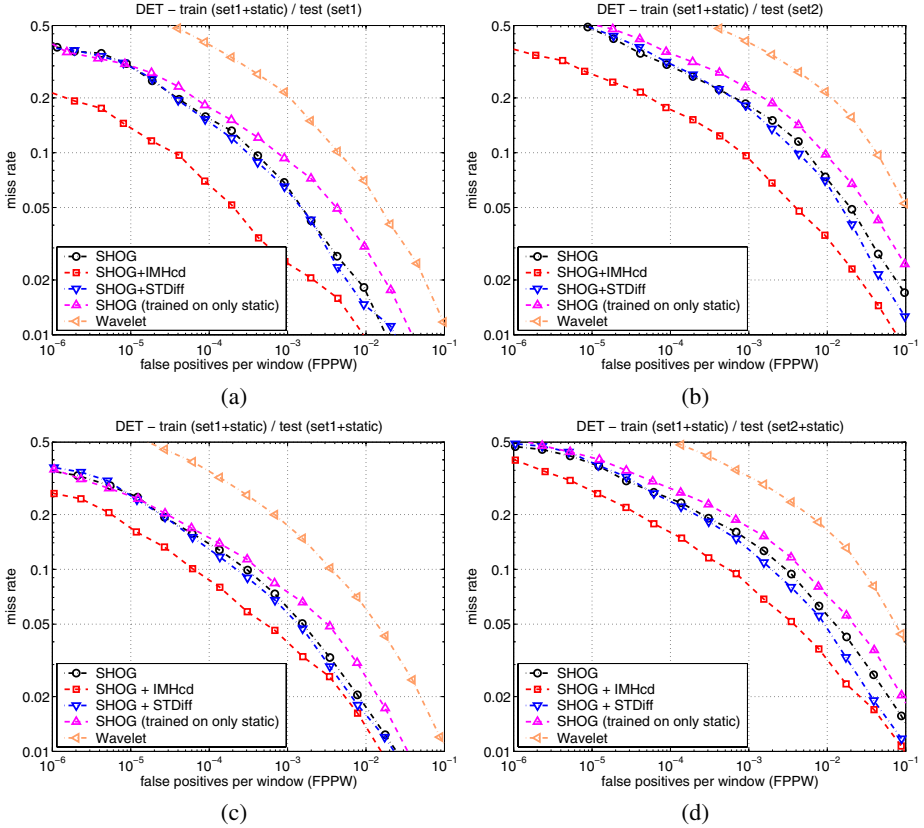 DET – train (set1+static) / test (set1)
0.5
0.2
0.1
0.05
0.02
0.01
miss rate
SHOG
SHOG+IMHcd
SHOG+STDiff
SHOG (trained on only static)
Wavelet
10^-6 10^-5 10^-4 10^-3 10^-2 10^-1
false positives per window (FPPW)
(a)
DET – train (set1+static) / test (set2)
0.5
0.2
0.1
0.05
0.02
0.01
miss rate
SHOG
SHOG+IMHcd
SHOG+STDiff
SHOG (trained on only static)
Wavelet
10^-6 10^-5 10^-4 10^-3 10^-2 10^-1
false positives per window (FPPW)
(b)
DET – train (set1+static) / test (set1+static)
0.5
0.2
0.1
0.05
0.02
0.01
miss rate
SHOG
SHOG + IMHcd
SHOG + STDiff
SHOG (trained on only static)
Wavelet
10^-6 10^-5 10^-4 10^-3 10^-2 10^-1
false positives per window (FPPW)
(c)
DET – train (set1+static) / test (set2+static)
0.5
0.2
0.1
0.05
0.02
0.01
miss rate
SHOG
SHOG + IMHcd
SHOG + STDiff
SHOG (trained on only static)
Wavelet
10^-6 10^-5 10^-4 10^-3 10^-2 10^-1
false positives per window (FPPW)
(d)